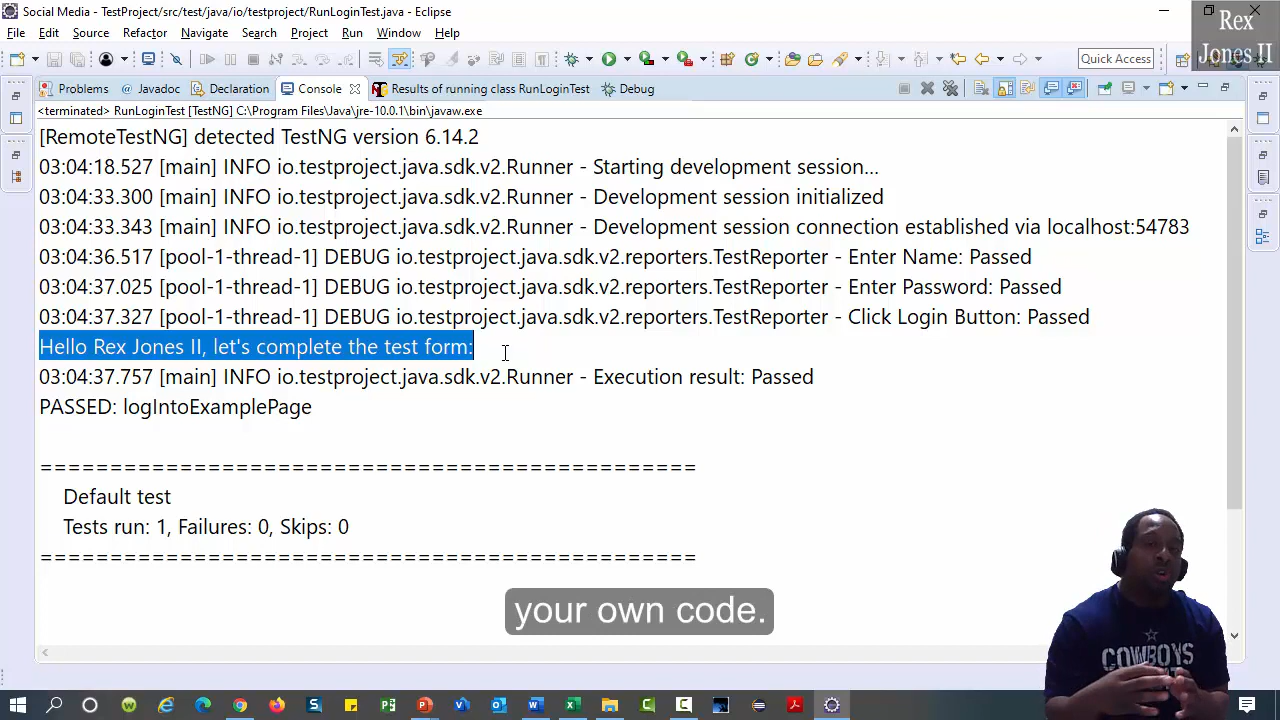 Social Media - TestProject/src/test/java/io/testproject/RunLoginTest.java - Eclipse
Rex
Jones II
File Edit Source Refactor Navigate Search Project Run Window Help
Quick Access
Problems Javadoc Declaration Console Results of running class RunLoginTest Debug
<terminated> RunLoginTest [TestNG] C:\Program Files\Java\jre-10.0.1\bin\javaw.exe
[RemoteTestNG] detected TestNG version 6.14.2
03:04:18.527 [main] INFO io.testproject.java.sdk.v2.Runner - Starting development session...
03:04:33.300 [main] INFO io.testproject.java.sdk.v2.Runner - Development session initialized
03:04:33.343 [main] INFO io.testproject.java.sdk.v2.Runner - Development session connection established via localhost:54783
03:04:36.517 [pool-1-thread-1] DEBUG io.testproject.java.sdk.v2.reporters.TestReporter - Enter Name: Passed
03:04:37.025 [pool-1-thread-1] DEBUG io.testproject.java.sdk.v2.reporters.TestReporter - Enter Password: Passed
03:04:37.327 [pool-1-thread-1] DEBUG io.testproject.java.sdk.v2.reporters.TestReporter - Click Login Button: Passed
Hello Rex Jones II, let's complete the test form:
03:04:37.757 [main] INFO io.testproject.java.sdk.v2.Runner - Execution result: Passed
PASSED: logIntoExamplePage
===============================================
Default test
Tests run: 1, Failures: 0, Skips: 0
===============================================
your own code.
COWBOYS